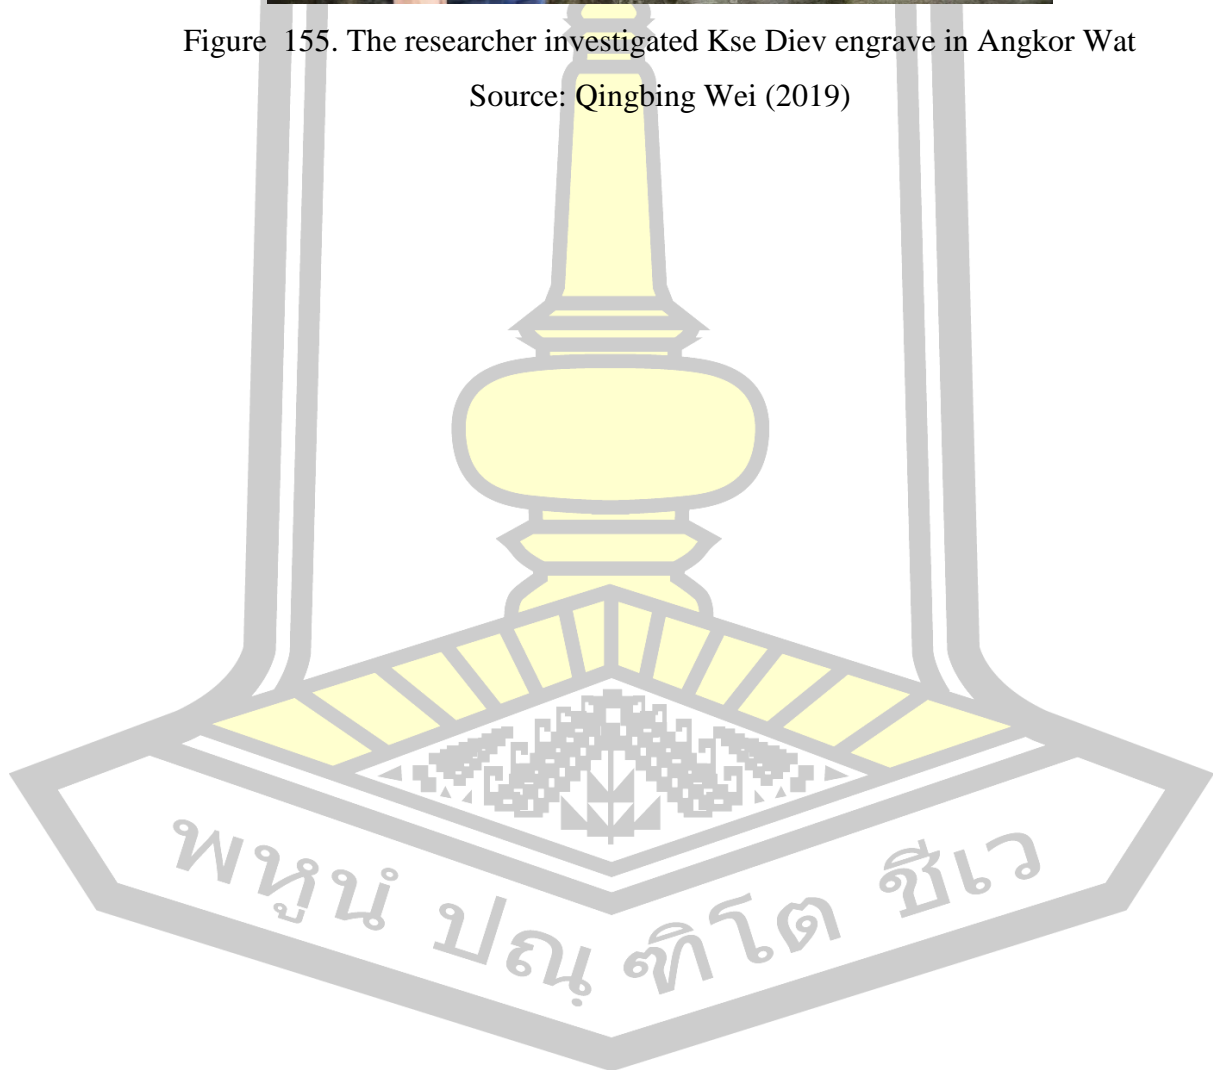 Figure 155. The researcher investigated Kse Diev engrave in Angkor Wat
Source: Qingbing Wei (2019)
พหูนํ ปณฺฑิโต ชีเว